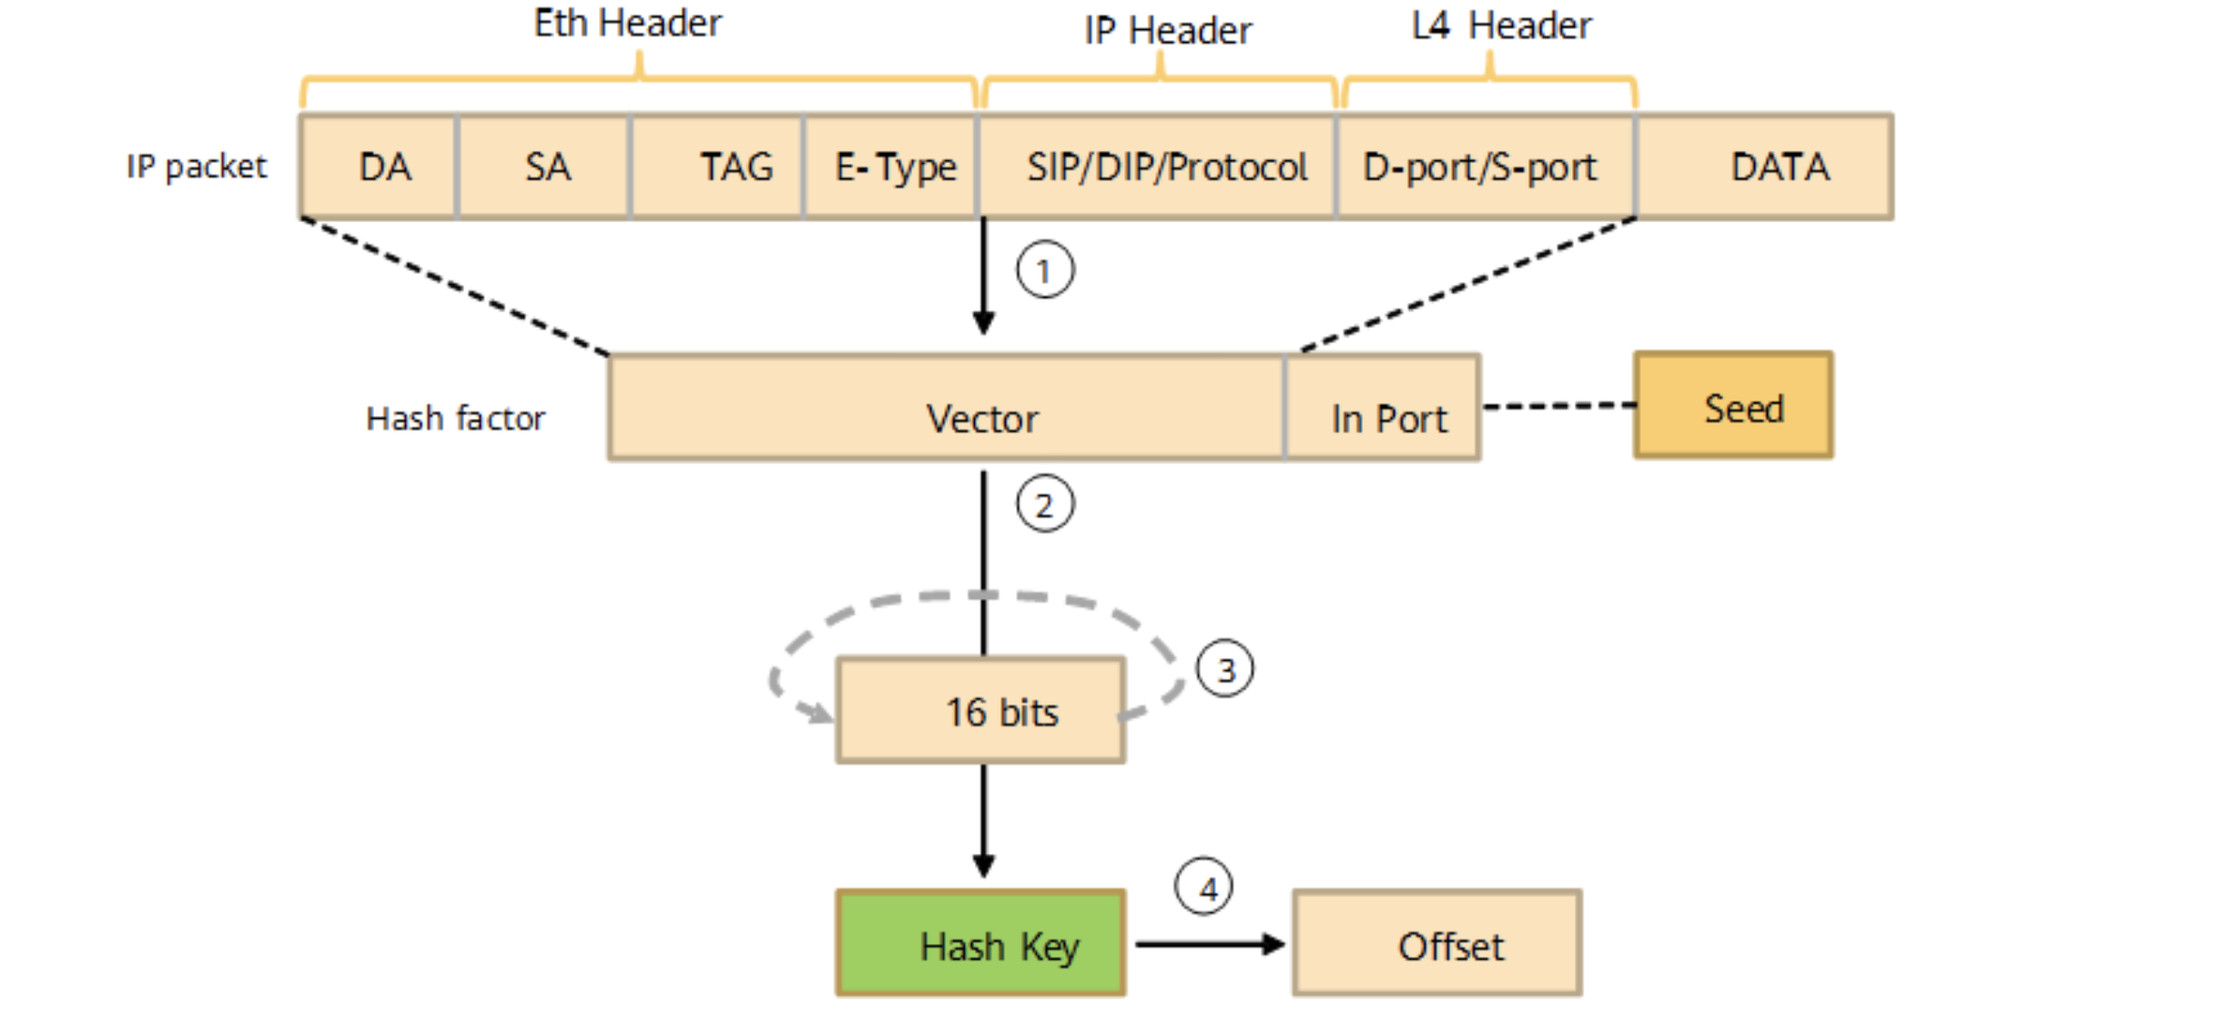 Eth Header
IP Header
L4 Header
IP packet
DA
SA
TAG
E-Type
SIP/DIP/Protocol
D-port/S-port
DATA
1
Hash factor
Vector
In Port
Seed
2
3
16 bits
4
Hash Key
Offset